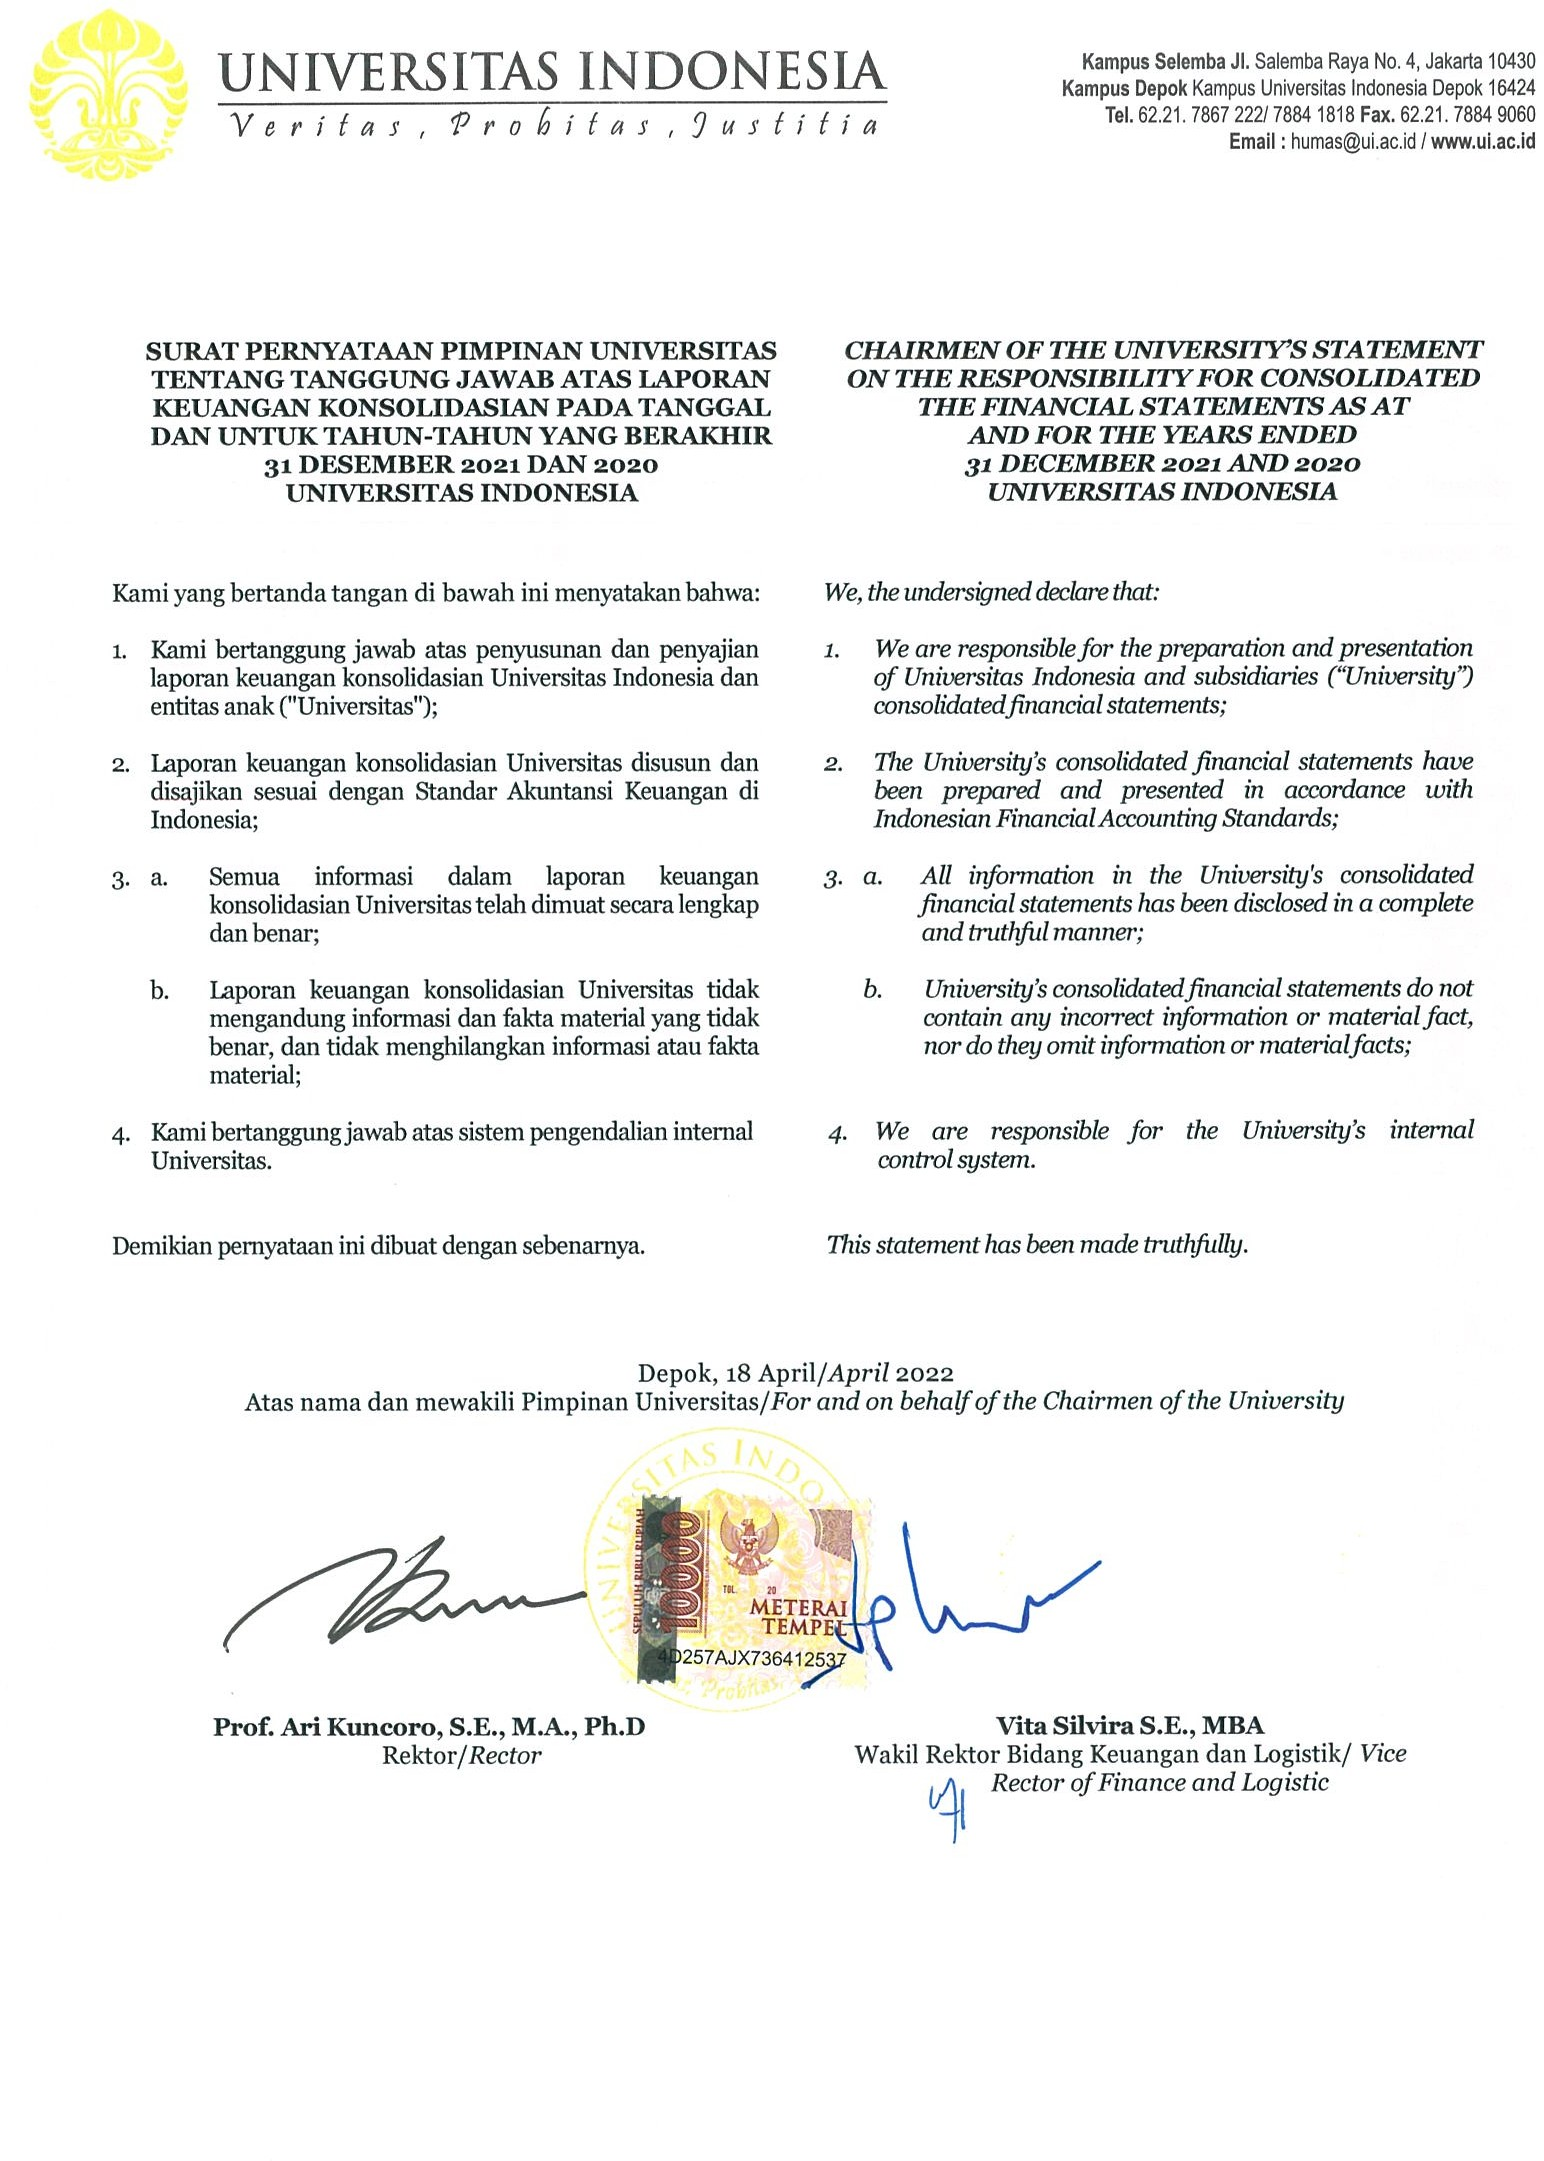 UNIVERSITAS INDONESIA
Veritas, Probitas, Justitia
Kampus Selemba Jl. Salemba Raya No. 4, Jakarta 10430
Kampus Depok Kampus Universitas Indonesia Depok 16424
Tel. 62.21. 7867 222/ 7884 1818 Fax. 62.21. 7884 9060
Email : humas@ui.ac.id / www.ui.ac.id
SURAT PERNYATAAN PIMPINAN UNIVERSITAS
TENTANG TANGGUNG JAWAB ATAS LAPORAN
KEUANGAN KONSOLIDASIAN PADA TANGGAL
DAN UNTUK TAHUN-TAHUN YANG BERAKHIR
31 DESEMBER 2021 DAN 2020
UNIVERSITAS INDONESIA
Kami yang bertanda tangan di bawah ini menyatakan bahwa:
1. Kami bertanggung jawab atas penyusunan dan penyajian
laporan keuangan konsolidasian Universitas Indonesia dan
entitas anak ("Universitas");
2. Laporan keuangan konsolidasian Universitas disusun dan
disajikan sesuai dengan Standar Akuntansi Keuangan di
Indonesia;
3. a. Semua informasi dalam laporan keuangan
konsolidasian Universitas telah dimuat secara lengkap
dan benar;
b. Laporan keuangan konsolidasian Universitas tidak
mengandung informasi dan fakta material yang tidak
benar, dan tidak menghilangkan informasi atau fakta
material;
4. Kami bertanggung jawab atas sistem pengendalian internal
Universitas.
Demikian pernyataan ini dibuat dengan sebenarnya.
CHAIRMEN OF THE UNIVERSITY'S STATEMENT
ON THE RESPONSIBILITY FOR CONSOLIDATED
THE FINANCIAL STATEMENTS AS AT
AND FOR THE YEARS ENDED
31 DECEMBER 2021 AND 2020
UNIVERSITAS INDONESIA
We, the undersigned declare that:
1. We are responsible for the preparation and presentation
of Universitas Indonesia and subsidiaries (“University”)
consolidated financial statements;
2. The University’s consolidated financial statements have
been prepared and presented in accordance with
Indonesian Financial Accounting Standards;
3. a. All information in the University's consolidated
financial statements has been disclosed in a complete
and truthful manner;
b. University’s consolidated financial statements do not
contain any incorrect information or material fact,
nor do they omit information or material facts;
4. We are responsible for the University’s internal
control system.
This statement has been made truthfully.
Depok, 18 April/April 2022
Atas nama dan mewakili Pimpinan Universitas/For and on behalf of the Chairmen of the University
SEPULUH RIBU RUPIAH
10000
TGL. 20
METERAI
TEMPEL
4D257AJX736412537
Prof. Ari Kuncoro, S.E., M.A., Ph.D
Rektor/Rector
Vita Silvira S.E., MBA
Wakil Rektor Bidang Keuangan dan Logistik/ Vice
Rector of Finance and Logistic